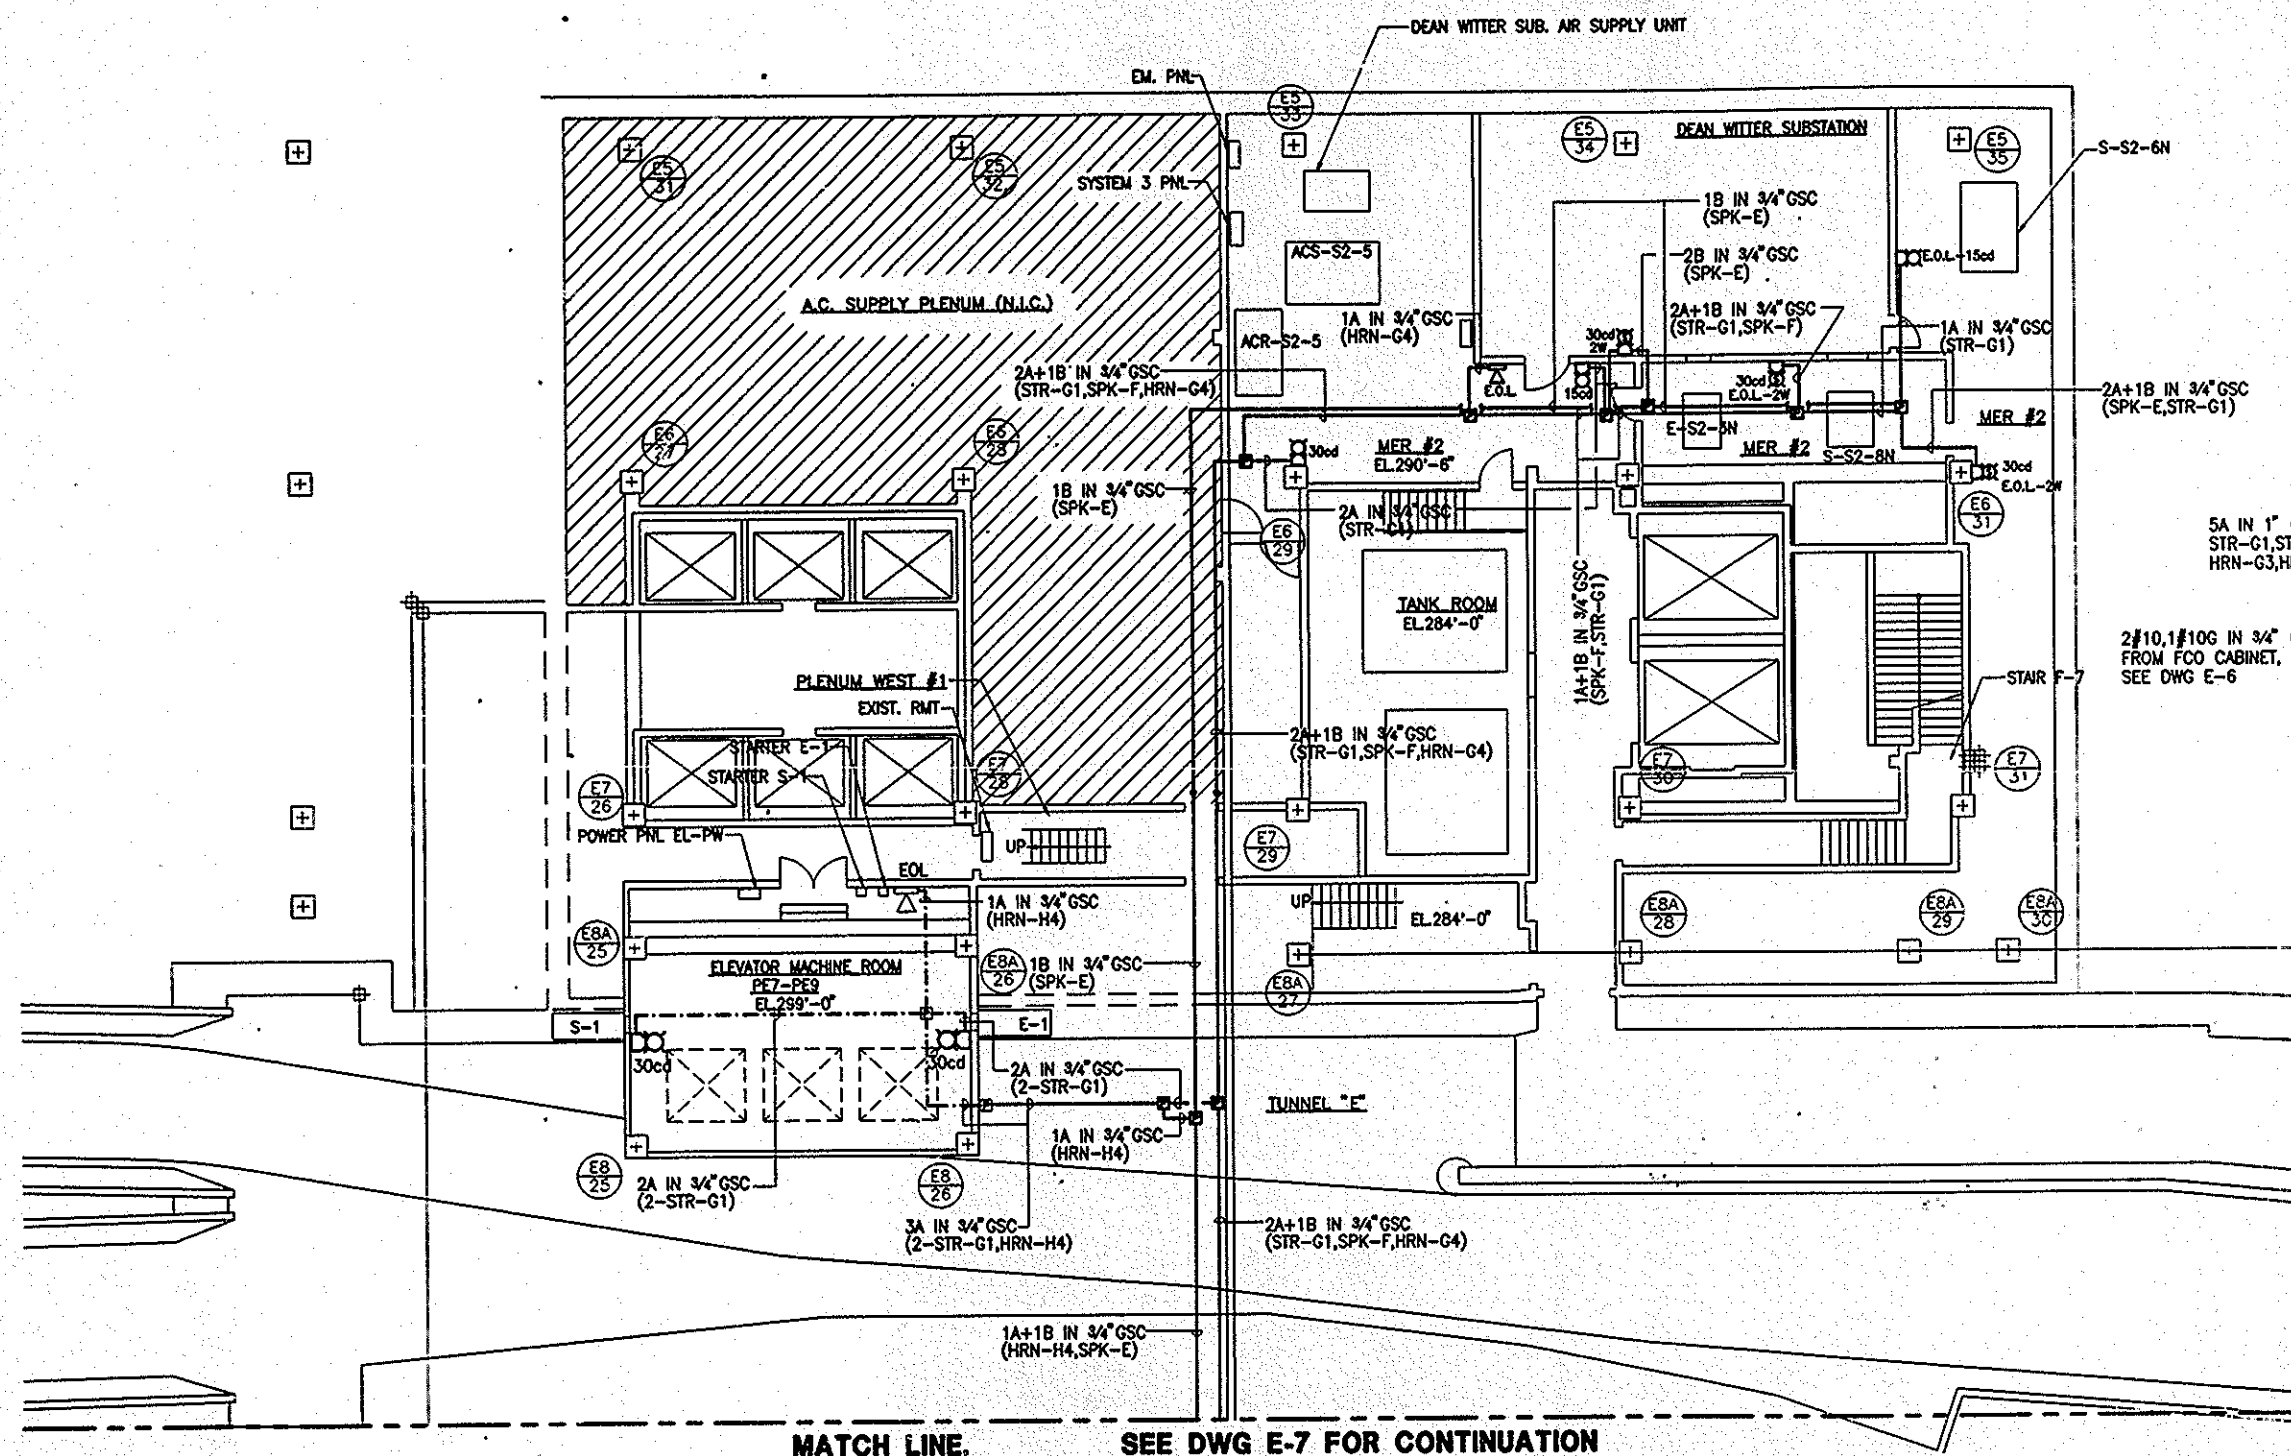 DEAN WITTER SUB. AIR SUPPLY UNIT
EM. PNL
E5
33
E5
34
DEAN WITTER SUBSTATION
E5
35
S-S2-6N
E5
31
E5
32
SYSTEM 3 PNL
1B IN 3/4" GSC
(SPK-E)
ACS-S2-5
2B IN 3/4" GSC
(SPK-E)
E.O.L-15cd
A.C. SUPPLY PLENUM (N.I.C.)
2A+1B IN 3/4" GSC
(STR-G1,SPK-F)
1A IN 3/4" GSC
(HRN-G4)
1A IN 3/4" GSC
(STR-G1)
ACR-S2-5
30cd
2W
2A+1B IN 3/4" GSC
(STR-G1,SPK-F,HRN-G4)
E.O.L
15cd
30cd
E.O.L-2W
2A+1B IN 3/4" GSC
(SPK-E,STR-G1)
E-S2-3N
MER #2
E6
27
E6
28
30cd
MER #2
EL.290'-6"
MER #2
S-S2-8N
30cd
E.O.L-2W
1B IN 3/4" GSC
(SPK-E)
2A IN 3/4" GSC
(STR-G1)
E6
29
E6
31
5A IN 1"
STR-G1,ST
HRN-G3,H
TANK ROOM
EL.284'-0"
1A+1B IN 3/4" GSC
(SPK-F,STR-G1)
2#10,1#10G IN 3/4"
FROM FCO CABINET,
SEE DWG E-6
STAIR F-7
PLENUM WEST #1
EXIST. RMT
STARTER E-1
STARTER S-1
2A+1B IN 3/4" GSC
(STR-G1,SPK-F,HRN-G4)
E7
26
E7
28
E7
30
E7
31
POWER PNL EL-PW
UP
E7
29
EOL
1A IN 3/4" GSC
(HRN-H4)
UP
EL.284'-0"
E8A
28
E8A
29
E8A
30
E8A
25
ELEVATOR MACHINE ROOM
PE7-PE9
EL.299'-0"
E8A
26
1B IN 3/4" GSC
(SPK-E)
E8A
27
S-1
E-1
30cd
30cd
2A IN 3/4" GSC
(2-STR-G1)
TUNNEL "E"
1A IN 3/4" GSC
(HRN-H4)
E8
25
2A IN 3/4" GSC
(2-STR-G1)
E8
26
3A IN 3/4" GSC
(2-STR-G1,HRN-H4)
2A+1B IN 3/4" GSC
(STR-G1,SPK-F,HRN-G4)
1A+1B IN 3/4" GSC
(HRN-H4,SPK-E)
MATCH LINE. SEE DWG E-7 FOR CONTINUATION